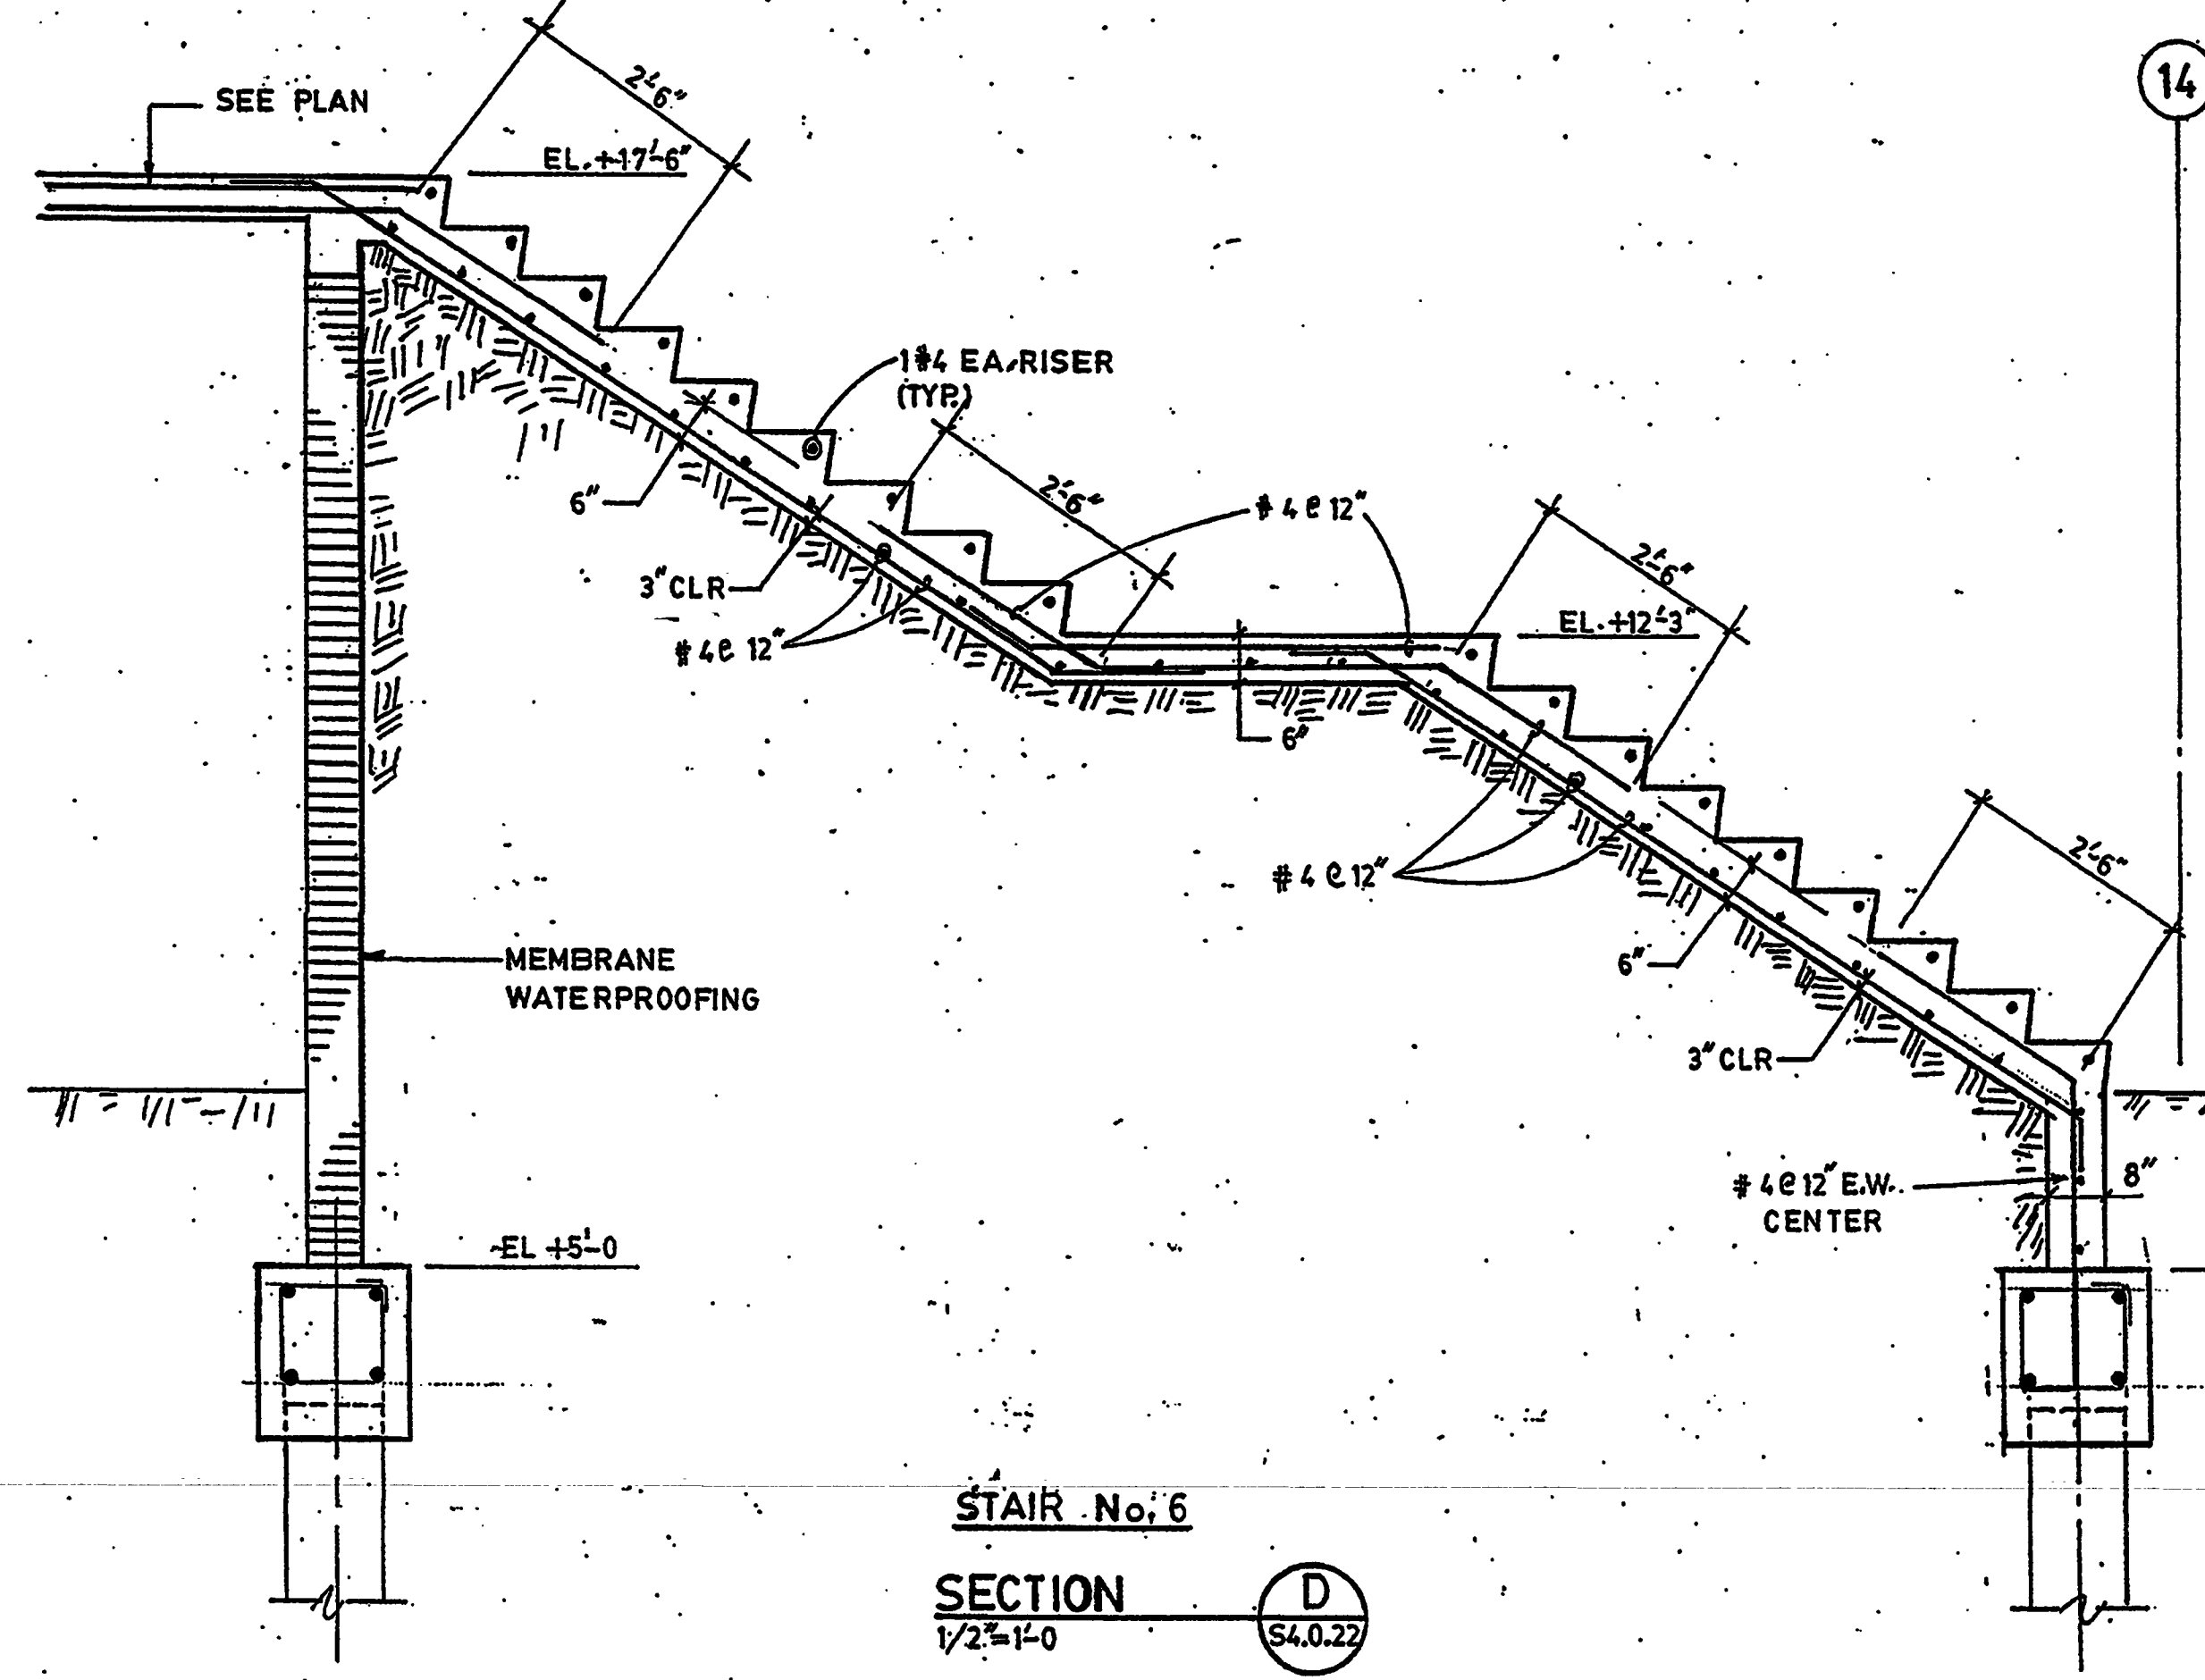 14
2'-6"
SEE PLAN
EL. +17'-6"
1#4 EA. RISER
(TYP.)
2'-6"
6"
#4@12"
2'-6"
3" CLR
EL. +12'-3"
#4@12"
6"
2'-6"
#4@12"
6"
MEMBRANE
WATERPROOFING
3" CLR
#4@12" E.W.
CENTER
8"
EL +5'-0
STAIR No. 6
SECTION
1/2"=1'-0
D
S4.0.22